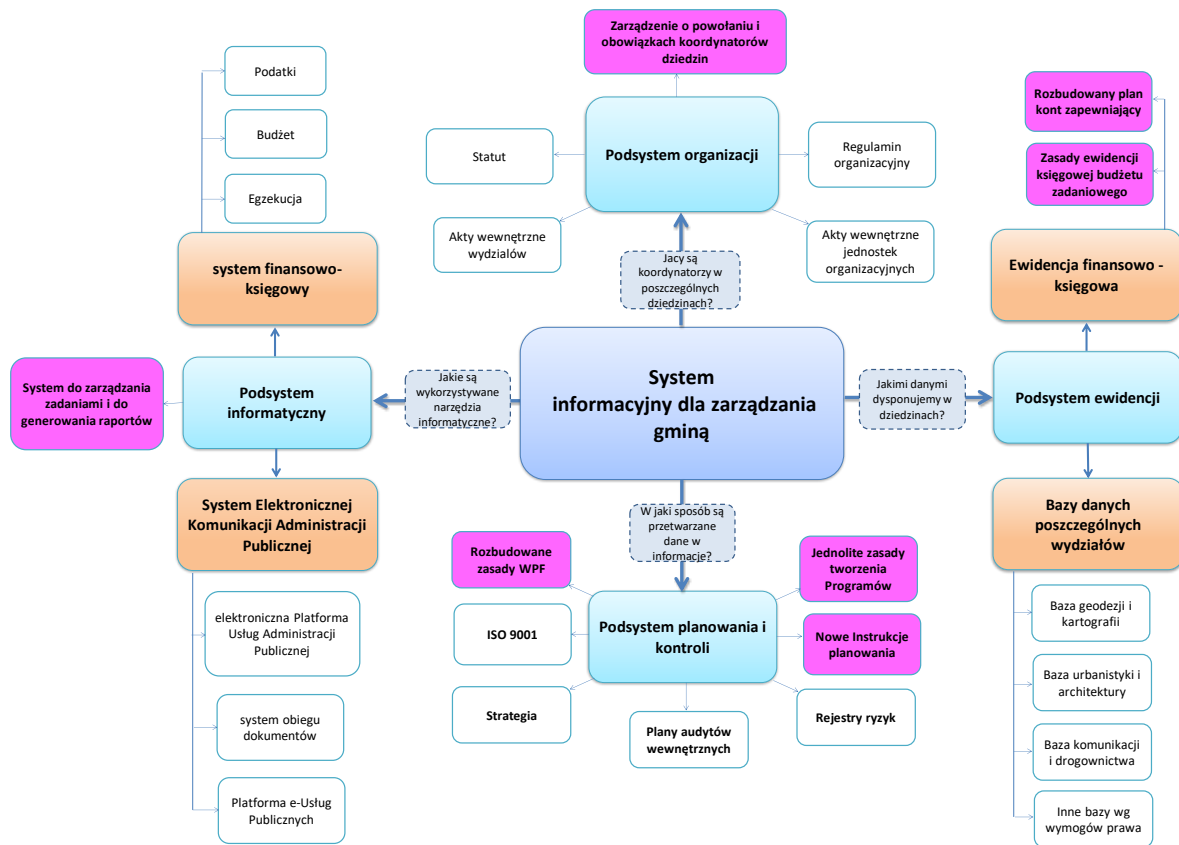 Zarządzenie o powołaniu i
obowiązkach koordynatorów
dziedzin
Podatki
Budżet
Egzekucja
system finansowo-
księgowy
Statut
Podsystem organizacji
Regulamin
organizacyjny
Akty wewnętrzne
wydziałów
Akty wewnętrzne
jednostek
organizacyjnych
Rozbudowany plan
kont zapewniający
Zasady ewidencji
księgowej budżetu
zadaniowego
Ewidencja finansowo -
księgowa
Jacy są
koordynatorzy w
poszczególnych
dziedzinach?
System do zarządzania
zadaniami i do
generowania raportów
Podsystem
informatyczny
Jakie są
wykorzystywane
narzędzia
informatyczne?
System
informacyjny dla zarządzania
gminą
Jakimi danymi
dysponujemy w
dziedzinach?
Podsystem ewidencji
System Elektronicznej
Komunikacji Administracji
Publicznej
elektroniczna Platforma
Usług Administracji
Publicznej
system obiegu
dokumentów
Platforma e-Usług
Publicznych
W jaki sposób są
przetwarzane
dane w
informacje?
Rozbudowane
zasady WPF
Jednolite zasady
tworzenia
Programów
ISO 9001
Podsystem planowania i
kontroli
Nowe Instrukcje
planowania
Strategia
Plany audytów
wewnętrznych
Rejestry ryzyk
Bazy danych
poszczególnych
wydziałów
Baza geodezji i
kartografii
Baza urbanistyki i
architektury
Baza komunikacji
i drogownictwa
Inne bazy wg
wymogów prawa